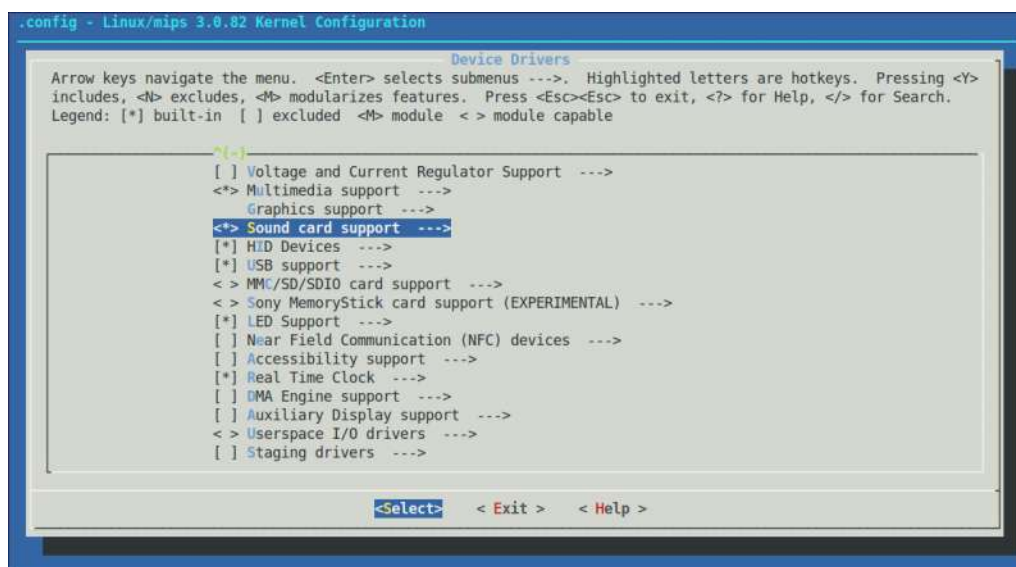 .config - Linux/mips 3.0.82 Kernel Configuration
Device Drivers
Arrow keys navigate the menu.  <Enter> selects submenus --->.  Highlighted letters are hotkeys.  Pressing <Y>
includes, <N> excludes, <M> modularizes features.  Press <Esc><Esc> to exit, <?> for Help, </> for Search.
Legend: [*] built-in  [ ] excluded  <M> module  < > module capable
^(-)
[ ] Voltage and Current Regulator Support  --->
<*> Multimedia support  --->
Graphics support  --->
<*> Sound card support  --->
[*] HID Devices  --->
[*] USB support  --->
< > MMC/SD/SDIO card support  --->
< > Sony MemoryStick card support (EXPERIMENTAL)  --->
[*] LED Support  --->
[ ] Near Field Communication (NFC) devices  --->
[ ] Accessibility support  --->
[*] Real Time Clock  --->
[ ] DMA Engine support  --->
[ ] Auxiliary Display support  --->
< > Userspace I/O drivers  --->
[ ] Staging drivers  --->
<Select>    < Exit >    < Help >